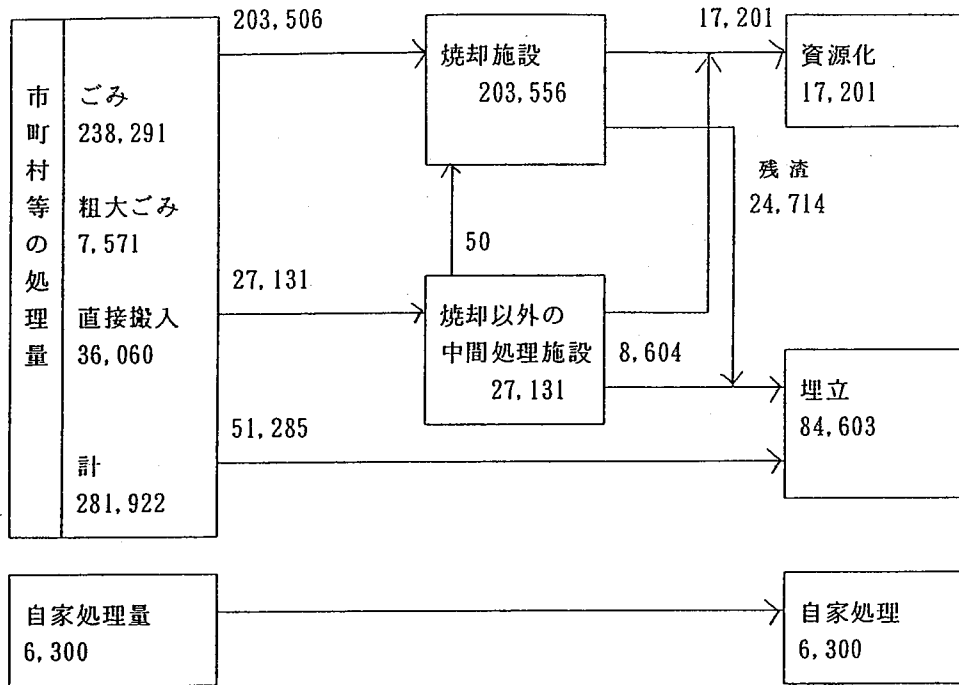 市町村等の処理量
ごみ
238,291
粗大ごみ
7,571
直接搬入
36,060
計
281,922
203,506
27,131
51,285
焼却施設
203,556
50
焼却以外の
中間処理施設
27,131
17,201
8,604
残渣
24,714
資源化
17,201
埋立
84,603
自家処理量
6,300
自家処理
6,300